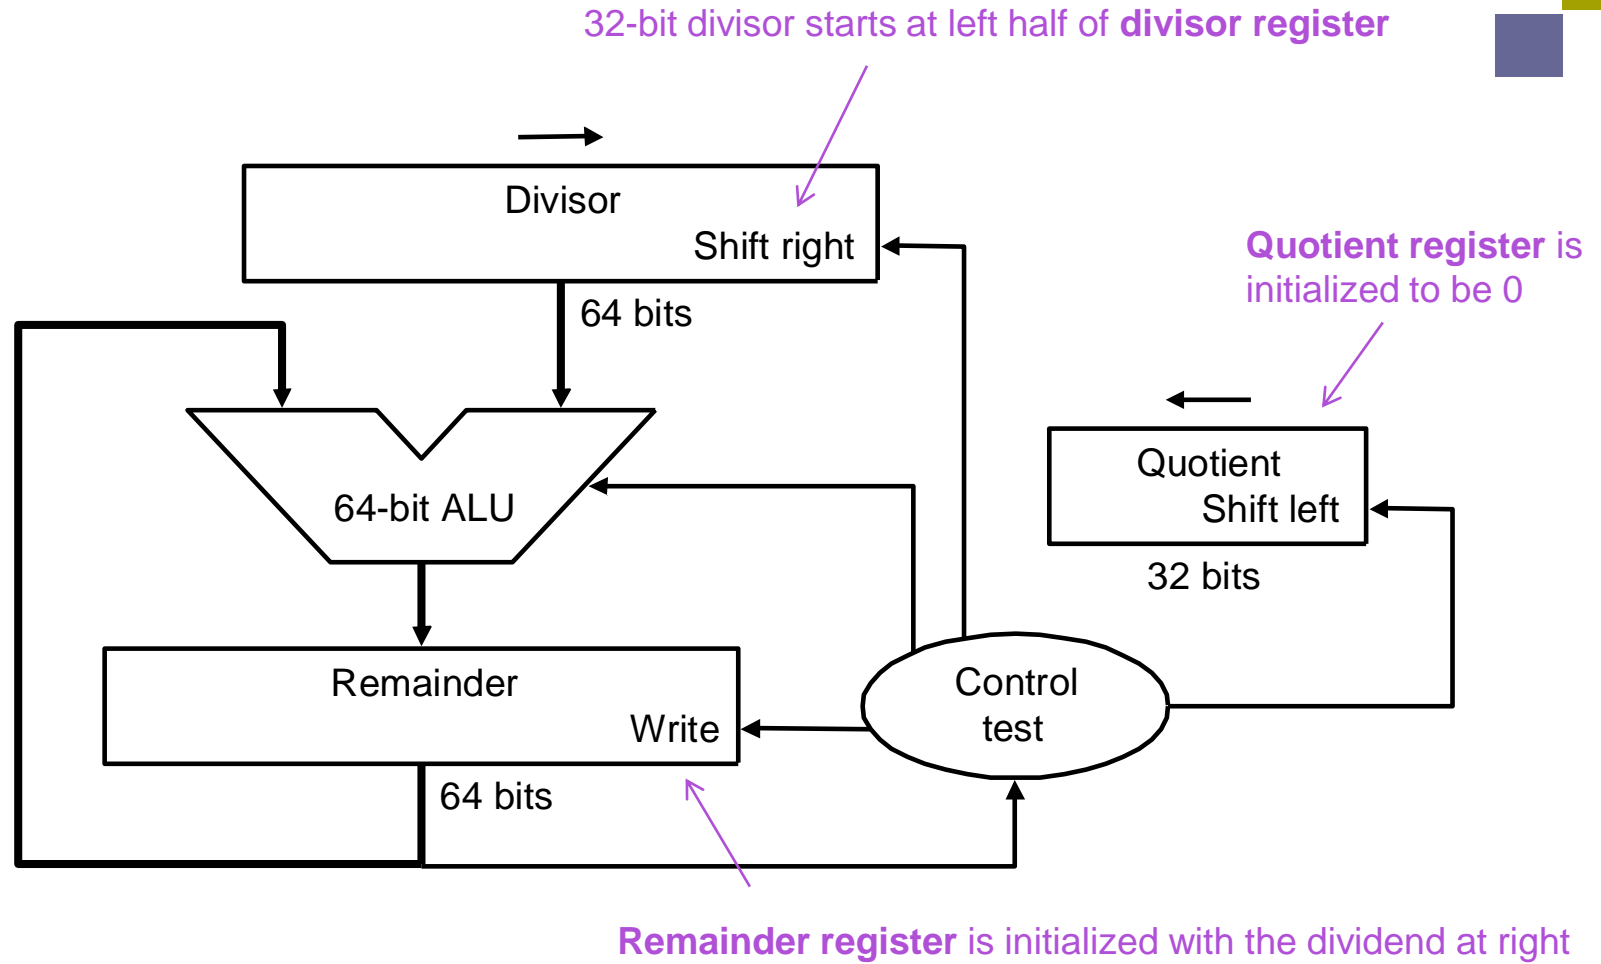 32-bit divisor starts at left half of divisor register
Divisor
Shift right
Quotient register is
initialized to be 0
64 bits
Quotient
Shift left
64-bit ALU
32 bits
Remainder
Write
Control
test
64 bits
Remainder register is initialized with the dividend at right